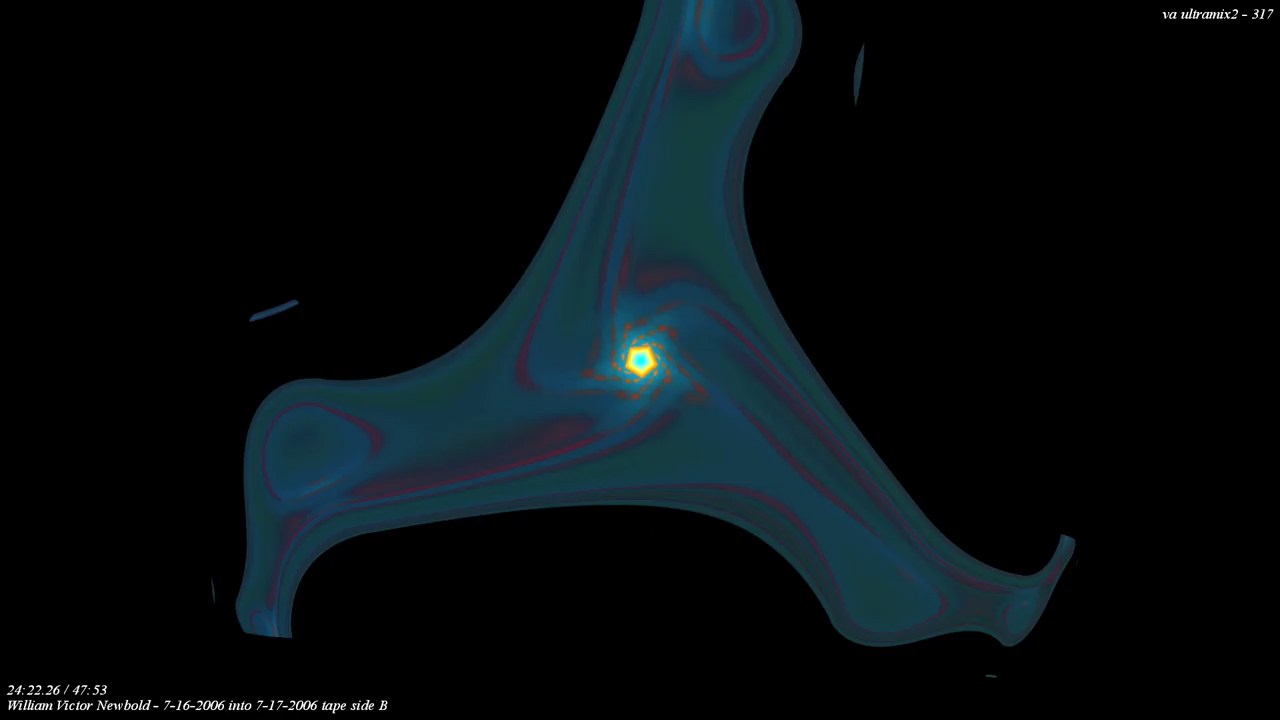 va ultramix2 - 317
24:22.26 / 47:53
William Victor Newbold - 7-16-2006 into 7-17-2006 tape side B